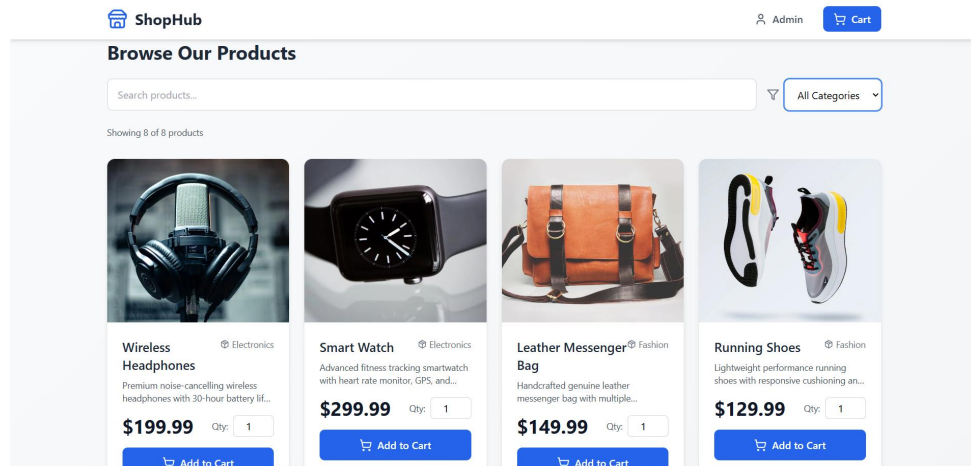 ShopHub
Admin
Cart
Browse Our Products
Search products...
All Categories
Showing 8 of 8 products
Wireless Headphones
Electronics
Premium noise-cancelling wireless
headphones with 30-hour battery lif...
$199.99
Qty: 1
Add to Cart
Smart Watch
Electronics
Advanced fitness tracking smartwatch
with heart rate monitor, GPS, and...
$299.99
Qty: 1
Add to Cart
Leather Messenger Bag
Fashion
Handcrafted genuine leather
messenger bag with multiple...
$149.99
Qty: 1
Add to Cart
Running Shoes
Fashion
Lightweight performance running
shoes with responsive cushioning an...
$129.99
Qty: 1
Add to Cart